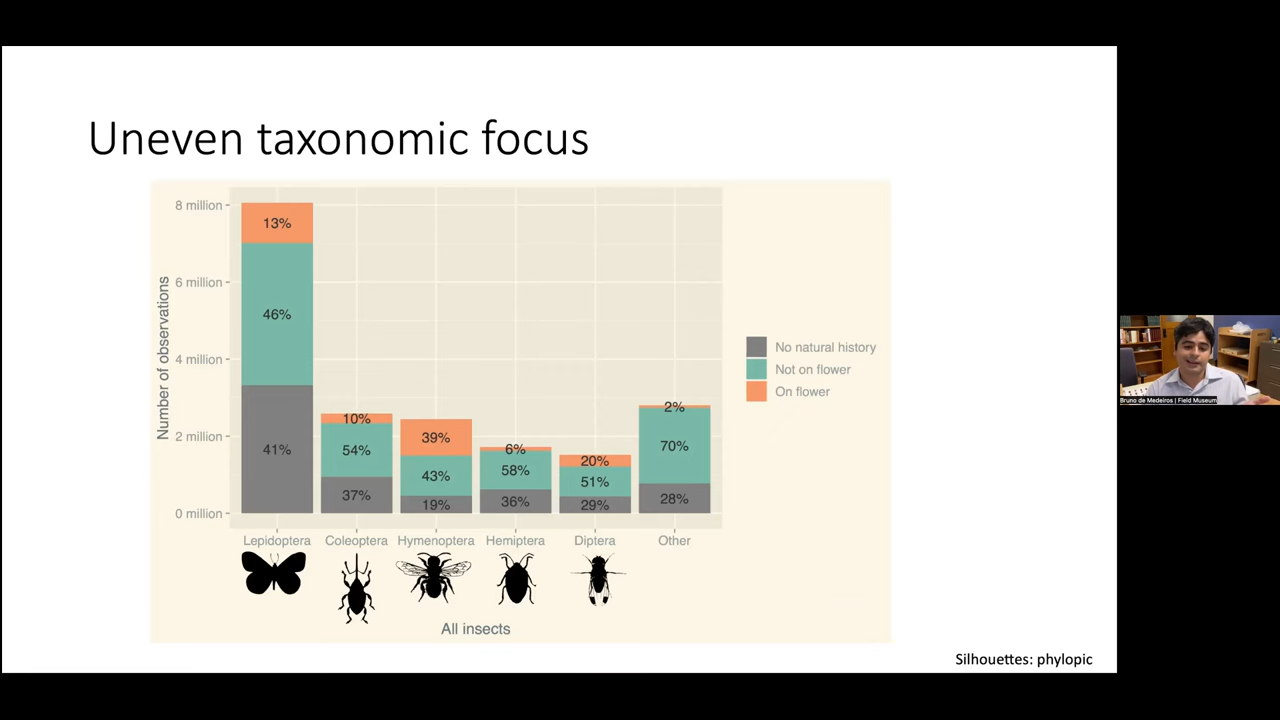 Uneven taxonomic focus
Number of observations
8 million
6 million
4 million
2 million
0 million
13%
46%
41%
10%
54%
37%
39%
43%
19%
6%
58%
36%
20%
51%
29%
2%
70%
28%
Lepidoptera Coleoptera Hymenoptera Hemiptera Diptera Other
All insects
No natural history
Not on flower
On flower
Silhouettes: phylopic
Bruno de Medeiros | Field Museum